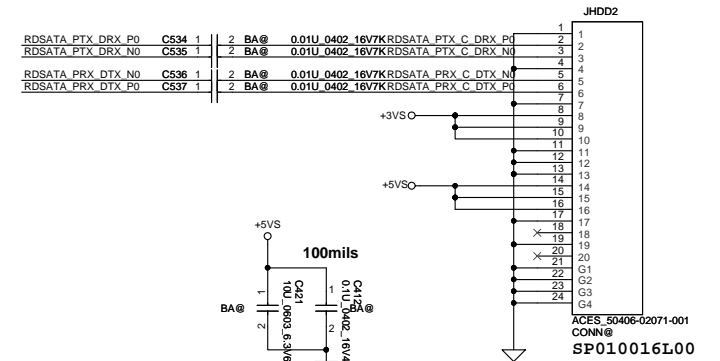 JHDD2
RDSATA_PTX_DRX_P0 C534 1 2 BA@ 0.01U_0402_16V7K RDSATA_PTX_C_DRX_P0 1 1
RDSATA_PTX_DRX_N0 C535 1 2 BA@ 0.01U_0402_16V7K RDSATA_PTX_C_DRX_N0 2 2
3 3
4 4
RDSATA_PRX_DTX_N0 C536 1 2 BA@ 0.01U_0402_16V7K RDSATA_PRX_C_DTX_N0 5 5
RDSATA_PRX_DTX_P0 C537 1 2 BA@ 0.01U_0402_16V7K RDSATA_PRX_C_DTX_P0 6 6
7 7
+3VS 8 8
9 9
10 10
11 11
12 12
13 13
+5VS 14 14
15 15
16 16
17 17
18 18
19 19
20 20
21 G1
22 G2
23 G3
24 G4
ACES_50406-02071-001
CONN@
SP010016L00
+5VS
100mils
BA@ 1 2 C421 10U_0603_6.3V6
1 2 C412 0.1U_0402_16V4 BA@